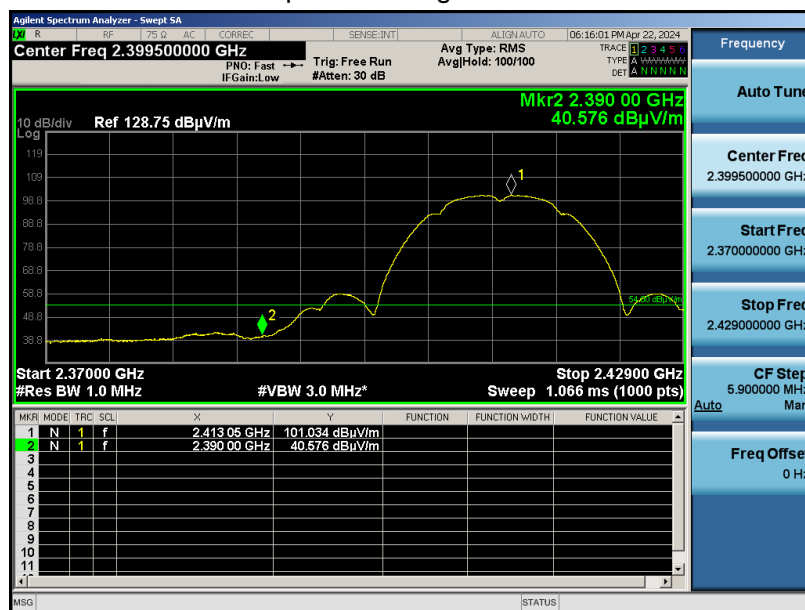 Agilent Spectrum Analyzer - Swept SA
LXI R RF 75 Ω AC CORREC SENSE:INT ALIGN AUTO 06:16:01 PM Apr 22, 2024
Center Freq 2.399500000 GHz
PNO: Fast
IFGain:Low
Trig: Free Run
#Atten: 30 dB
Avg Type: RMS
Avg|Hold: 100/100
TRACE 1 2 3 4 5 6
TYPE A WWWWW
DET A N N N N N
Mkr2 2.390 00 GHz
40.576 dBµV/m
10 dB/div Ref 128.75 dBµV/m
Log
119
109
98.8
88.8
78.8
68.8
58.8
48.8
38.8
1
2
54.00 dBµV/m
Start 2.37000 GHz Stop 2.42900 GHz
#Res BW 1.0 MHz #VBW 3.0 MHz* Sweep 1.066 ms (1000 pts)
MKR MODE TRC SCL X Y FUNCTION FUNCTION WIDTH FUNCTION VALUE
1 N 1 f 2.413 05 GHz 101.034 dBµV/m
2 N 1 f 2.390 00 GHz 40.576 dBµV/m
3
4
5
6
7
8
9
10
11
MSG STATUS
Frequency
Auto Tune
Center Freq
2.399500000 GHz
Start Freq
2.370000000 GHz
Stop Freq
2.429000000 GHz
CF Step
5.900000 MHz
Auto Man
Freq Offset
0 Hz